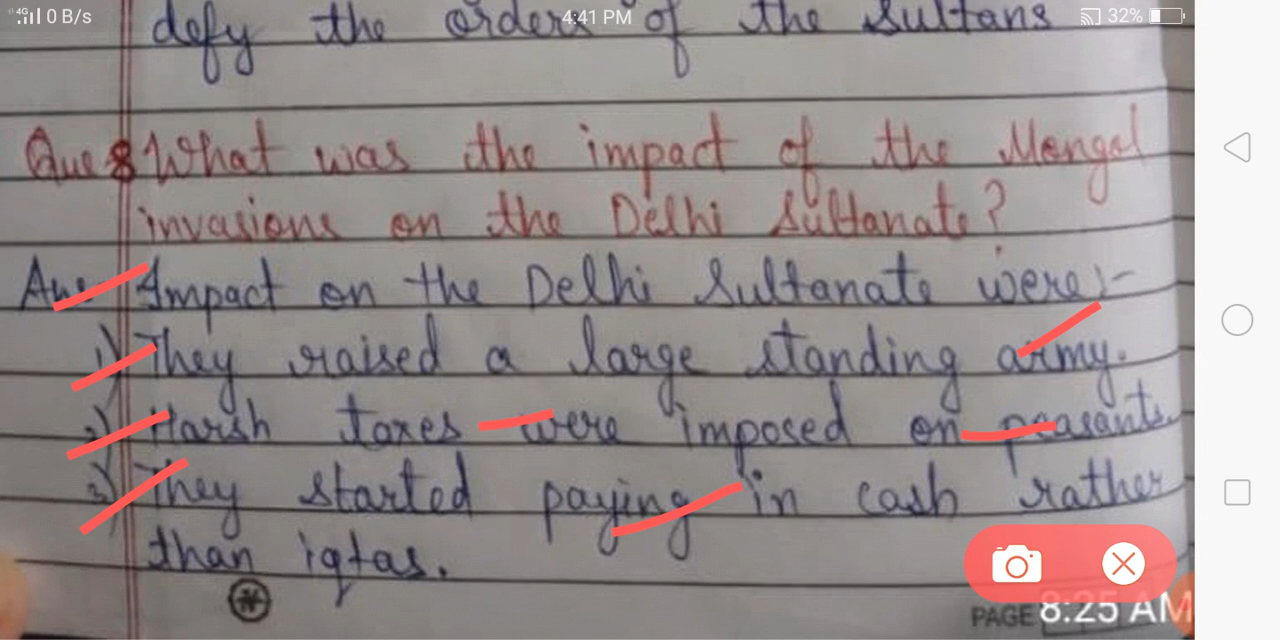 4G 0 B/s 4:41 PM 32%
defy the orders of the Sultans
Que 8 What was the impact of the Mongol
invasions on the Delhi Sultanate?
Ans Impact on the Delhi Sultanate were:-
1) They raised a large standing army.
2) Harsh taxes were imposed on peasants.
3) They started paying in cash rather
than iqtas.
PAGE 8:25 AM